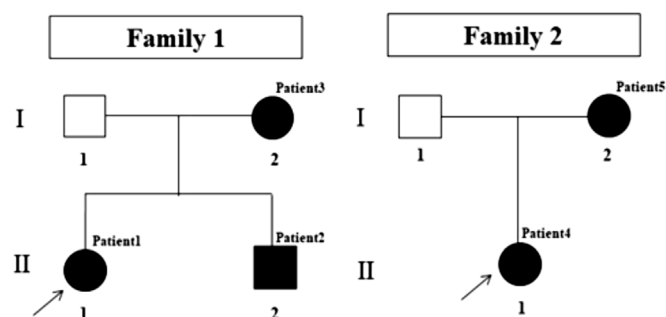 Family 1
Family 2
Patient3
Patient5
I
I
1
2
1
2
Patient1
Patient2
Patient4
II
II
1
2
1